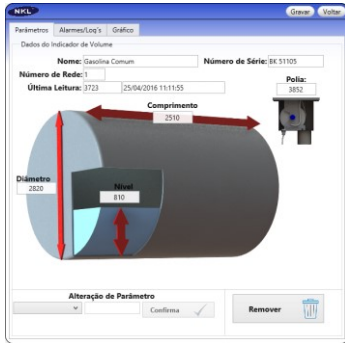 NKL
Gravar Voltar
Parâmetros Alarmes/Log's Gráfico
Dados do Indicador de Volume
Nome: Gasolina Comum Número de Série: BK 51105
Número de Rede: 1
Última Leitura: 3723 25/04/2016 11:11:55
Polia:
3852
Comprimento
2510
Diâmetro
2820
Nível
810
Alteração de Parâmetro
Confirma
Remover